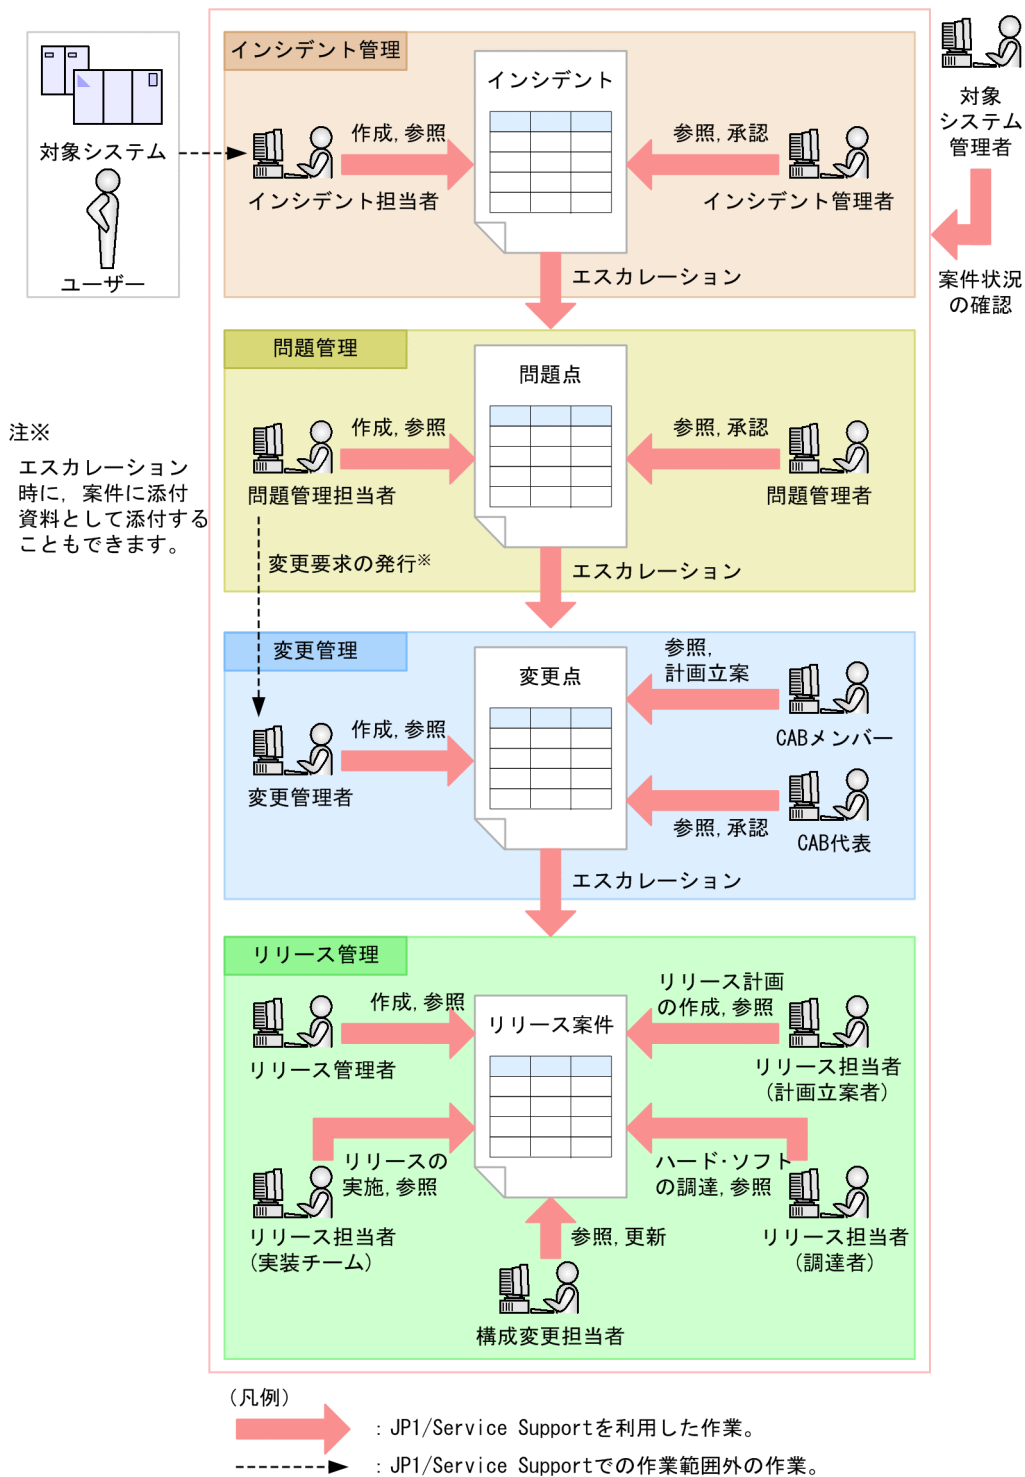 インシデント管理
インシデント
対象システム
ユーザー
作成, 参照
インシデント担当者
参照, 承認
インシデント管理者
エスカレーション
対象
システム
管理者
案件状況
の確認
問題管理
問題点
作成, 参照
問題管理担当者
参照, 承認
問題管理者
変更要求の発行※
エスカレーション
注※
エスカレーション
時に, 案件に添付
資料として添付する
こともできます。
変更管理
変更点
作成, 参照
変更管理者
参照,
計画立案
CABメンバー
参照, 承認
CAB代表
エスカレーション
リリース管理
リリース案件
作成, 参照
リリース管理者
リリース計画
の作成, 参照
リリース担当者
(計画立案者)
リリースの
実施, 参照
リリース担当者
(実装チーム)
ハード・ソフト
の調達, 参照
リリース担当者
(調達者)
参照, 更新
構成変更担当者
(凡例)
: JP1/Service Supportを利用した作業。
: JP1/Service Supportでの作業範囲外の作業。